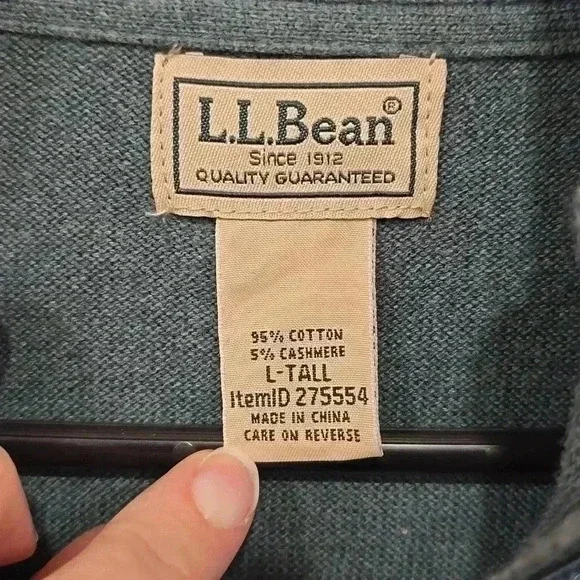 L.L.Bean®
Since 1912
QUALITY GUARANTEED
95% COTTON
5% CASHMERE
L-TALL
ItemID 275554
MADE IN CHINA
CARE ON REVERSE